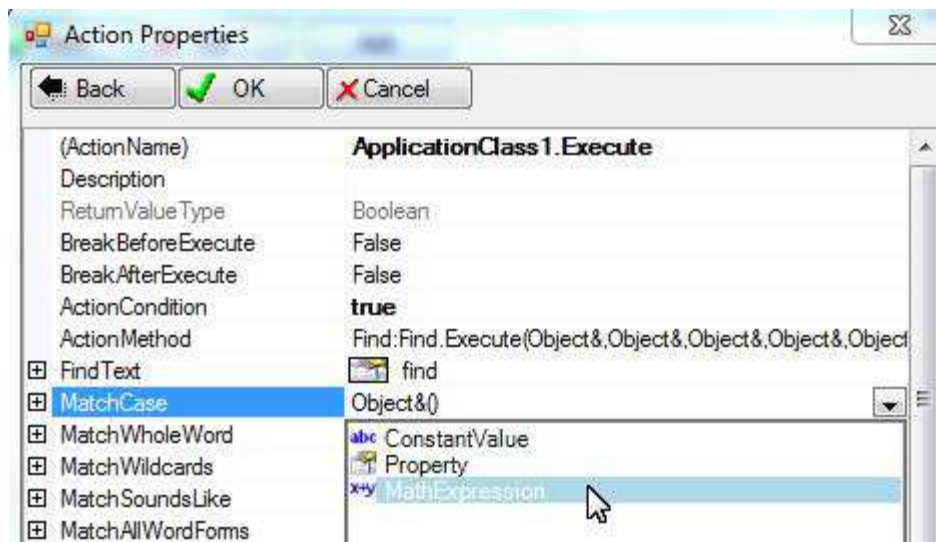 Action Properties
Back OK Cancel
(ActionName) ApplicationClass1.Execute
Description
ReturnValueType Boolean
BreakBeforeExecute False
BreakAfterExecute False
ActionCondition true
ActionMethod Find:Find.Execute(Object&,Object&,Object&,Object&,Object
FindText find
MatchCase Object&()
MatchWholeWord abc ConstantValue
MatchWildcards Property
MatchSoundsLike x+y MathExpression
MatchAllWordForms